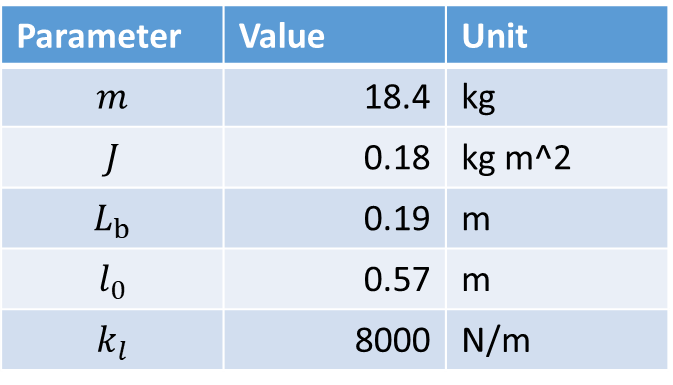 Parameter Value Unit
m 18.4 kg
J 0.18 kg m^2
L_b 0.19 m
l_0 0.57 m
k_l 8000 N/m